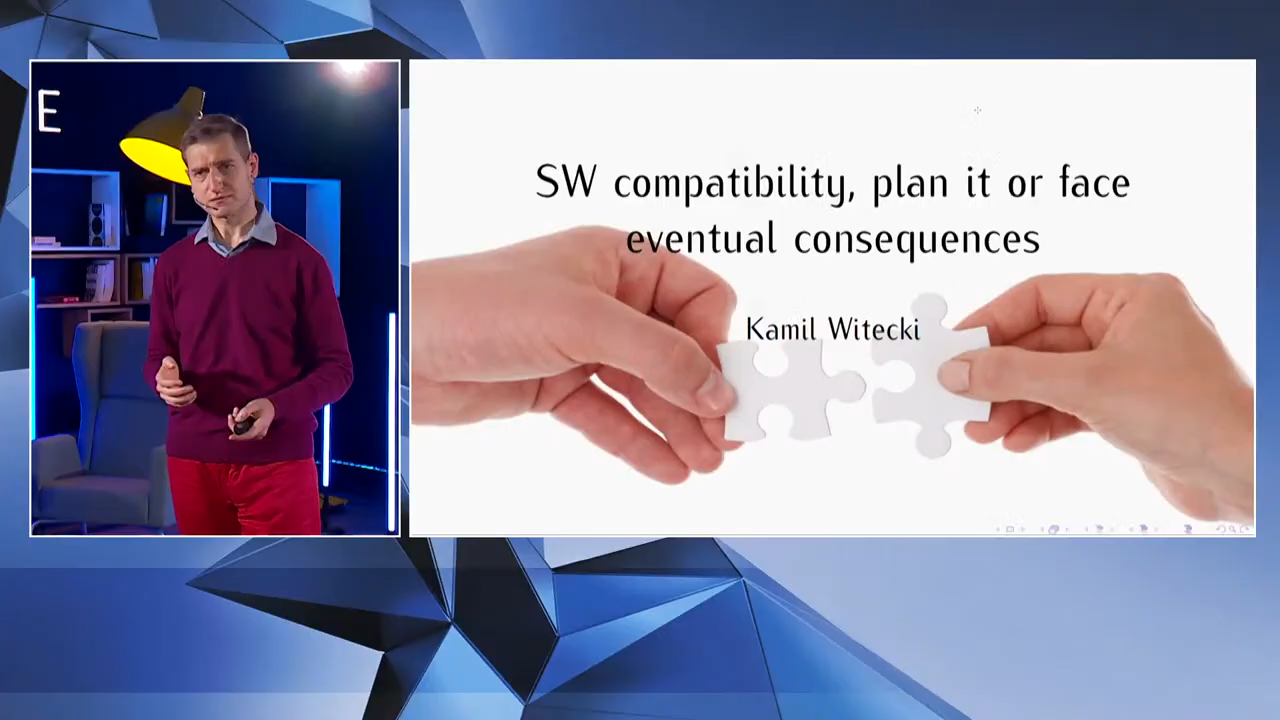 E
SW compatibility, plan it or face
eventual consequences
Kamil Witecki